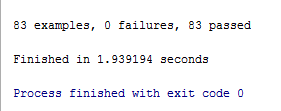 83 examples, 0 failures, 83 passed
Finished in 1.939194 seconds
Process finished with exit code 0